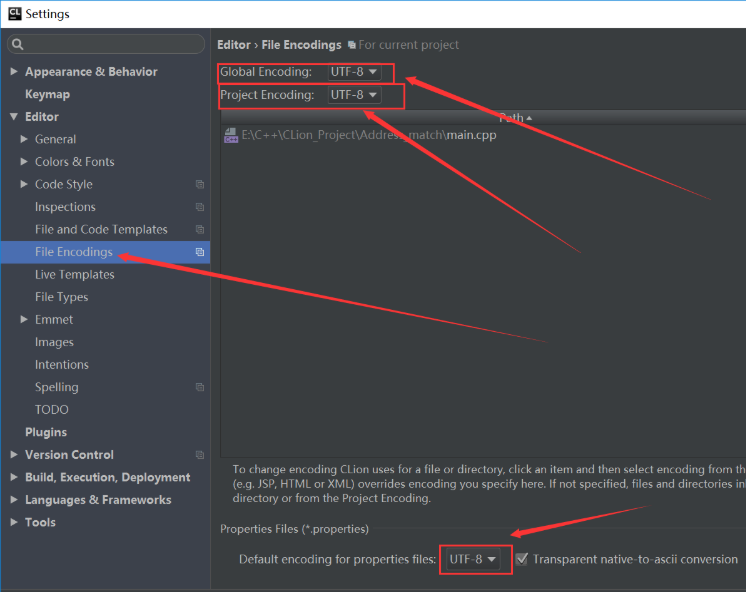 CL Settings
Editor › File Encodings For current project
Appearance & Behavior
Keymap
Editor
General
Colors & Fonts
Code Style
Inspections
File and Code Templates
File Encodings
Live Templates
File Types
Emmet
Images
Intentions
Spelling
TODO
Plugins
Version Control
Build, Execution, Deployment
Languages & Frameworks
Tools
Global Encoding: UTF-8
Project Encoding: UTF-8
Path
C++ E:\C++\CLion_Project\Address_match\main.cpp
To change encoding CLion uses for a file or directory, click an item and then select encoding from th
(e.g. JSP, HTML or XML) overrides encoding you specify here. If not specified, files and directories in
directory or from the Project Encoding.
Properties Files (*.properties)
Default encoding for properties files: UTF-8 Transparent native-to-ascii conversion